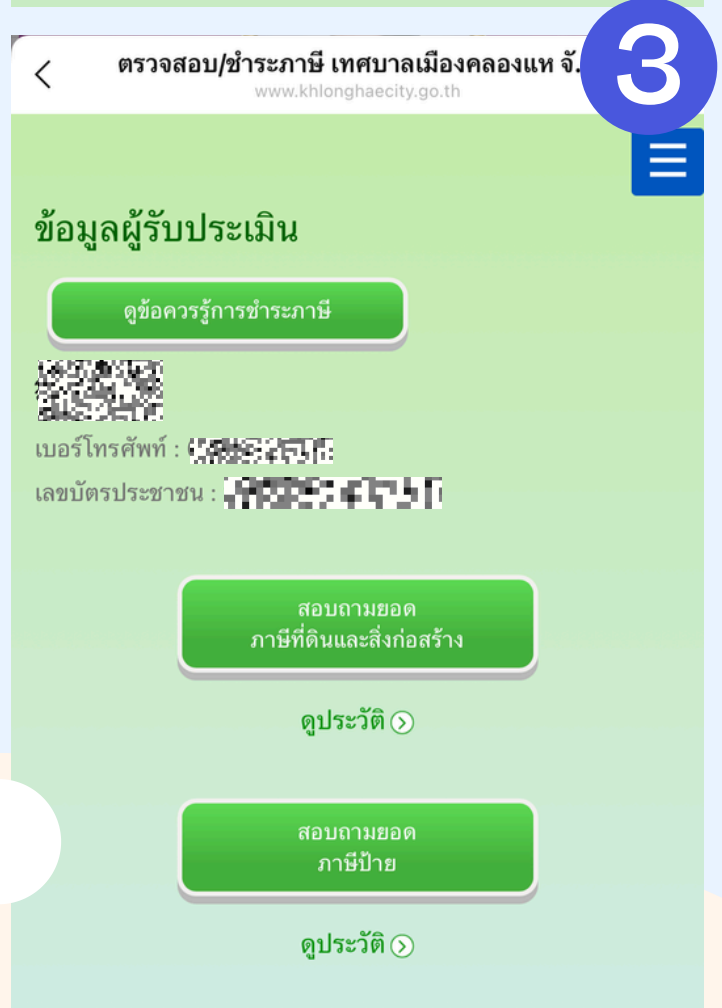 3
ตรวจสอบ/ชำระภาษี เทศบาลเมืองคลองแห จั.
www.khlonghaecity.go.th
ข้อมูลผู้รับประเมิน
ดูข้อควรรู้การชำระภาษี
เบอร์โทรศัพท์ :
เลขบัตรประชาชน :
สอบถามยอด
ภาษีที่ดินและสิ่งก่อสร้าง
ดูประวัติ
สอบถามยอด
ภาษีป้าย
ดูประวัติ